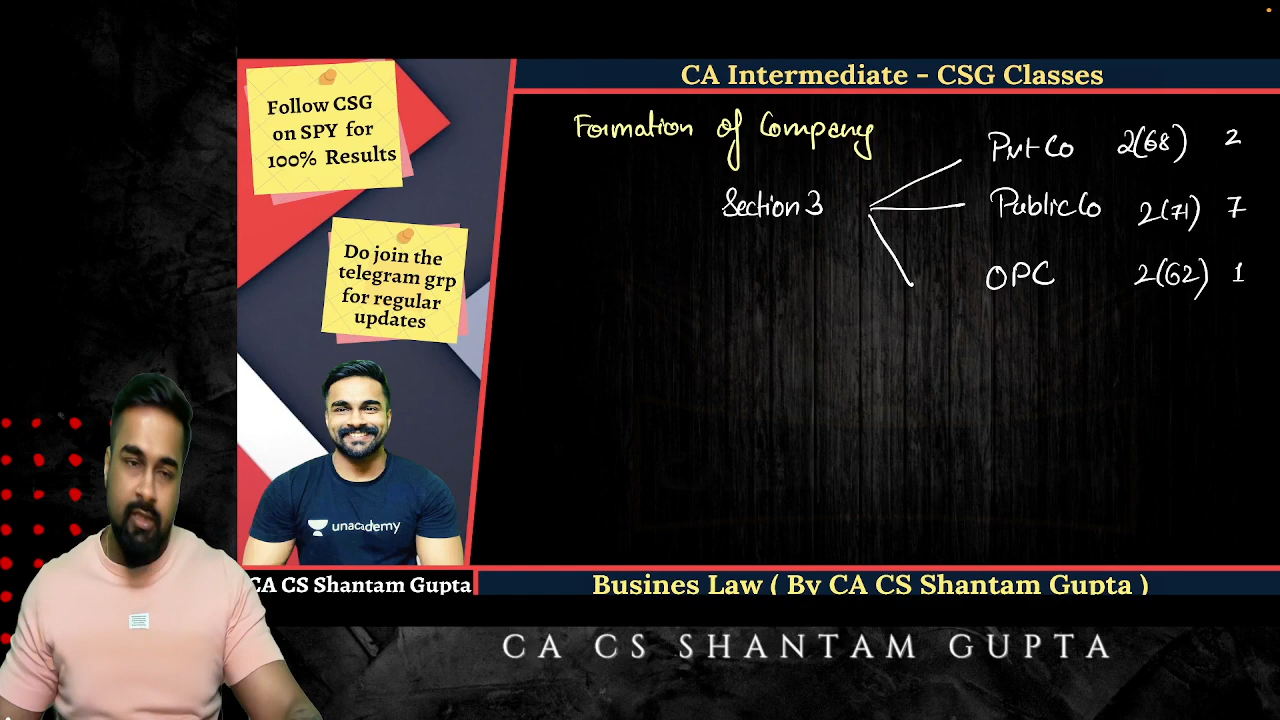 Follow CSG
on SPY for
100% Results
Do join the
telegram grp
for regular
updates
unacademy
CA CS Shantam Gupta
CA Intermediate - CSG Classes
Formation of Company
Section 3
Pvt Co 2(68) 2
Public Co 2(71) 7
OPC 2(62) 1
Busines Law ( By CA CS Shantam Gupta )
CA CS SHANTAM GUPTA